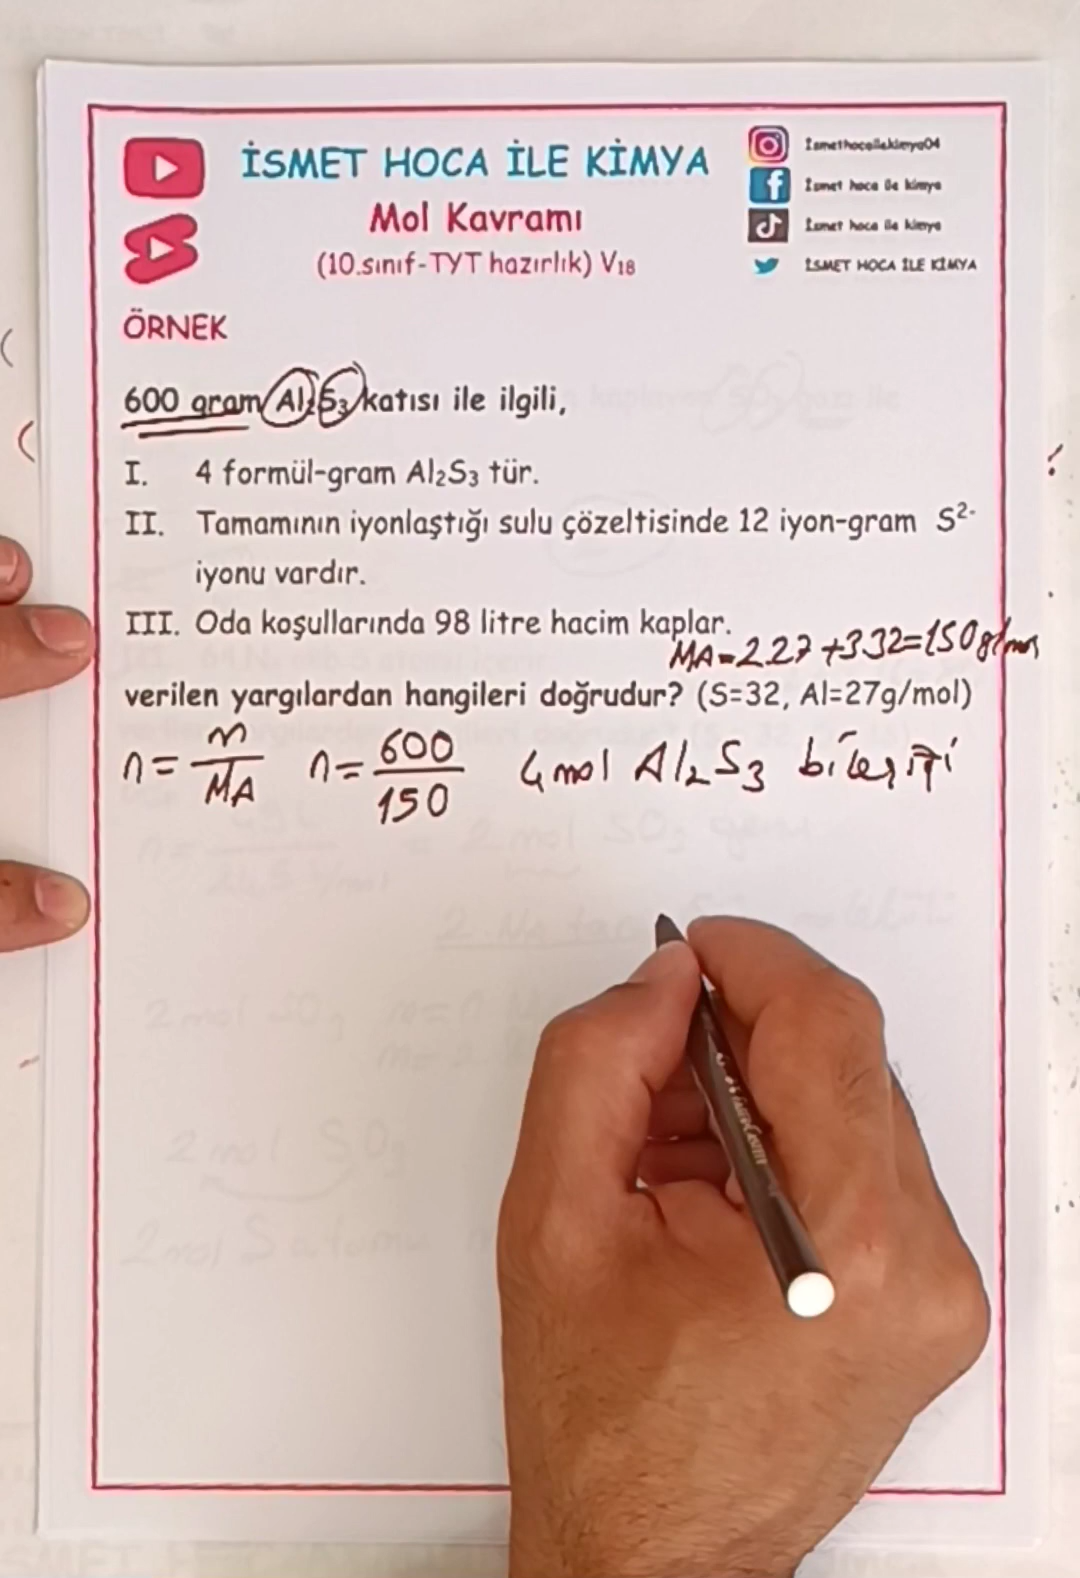 İSMET HOCA İLE KİMYA
Mol Kavramı
(10.sınıf-TYT hazırlık) V18
İsmethocailekimya04
İsmet hoca ile kimya
İsmet hoca ile kimya
İSMET HOCA İLE KİMYA
ÖRNEK
600 gram Al2S3 katısı ile ilgili,
I. 4 formül-gram Al2S3 tür.
II. Tamamının iyonlaştığı sulu çözeltisinde 12 iyon-gram S2-
iyonu vardır.
III. Oda koşullarında 98 litre hacim kaplar.
MA=2.27+3.32=150g/mol
verilen yargılardan hangileri doğrudur? (S=32, Al=27g/mol)
n=m/MA n=600/150 4mol Al2S3 bileşiği